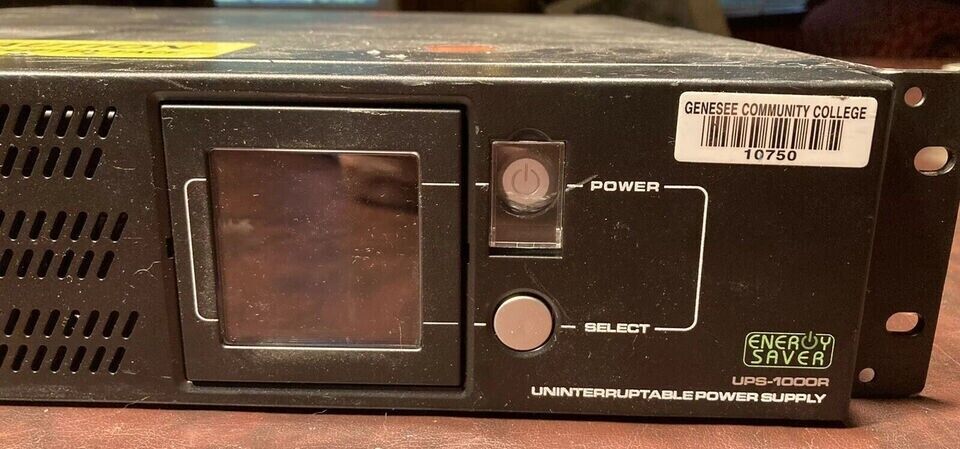 GENESEE COMMUNITY COLLEGE
10750
POWER
SELECT
ENERGY
SAVER
UPS-1000R
UNINTERRUPTABLE POWER SUPPLY